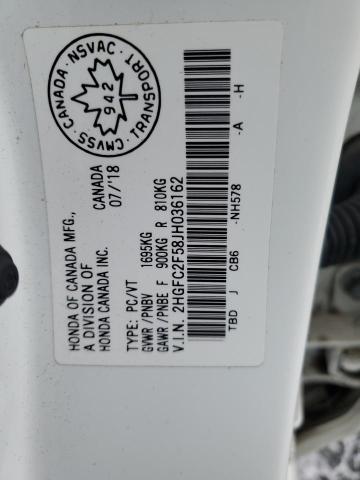 HONDA OF CANADA MFG., CANADA
A DIVISION OF 07/'18
HONDA CANADA INC.
CMVSS · CANADA · NSVAC · TRANSPORT ·
942
TYPE: PC/VT
GVWR /PNBV 1695KG
GAWR /PNBE F 900KG R 810KG
V.I.N. 2HGFC2F58JH036162
TBD J CB6 -NH578 -A -H